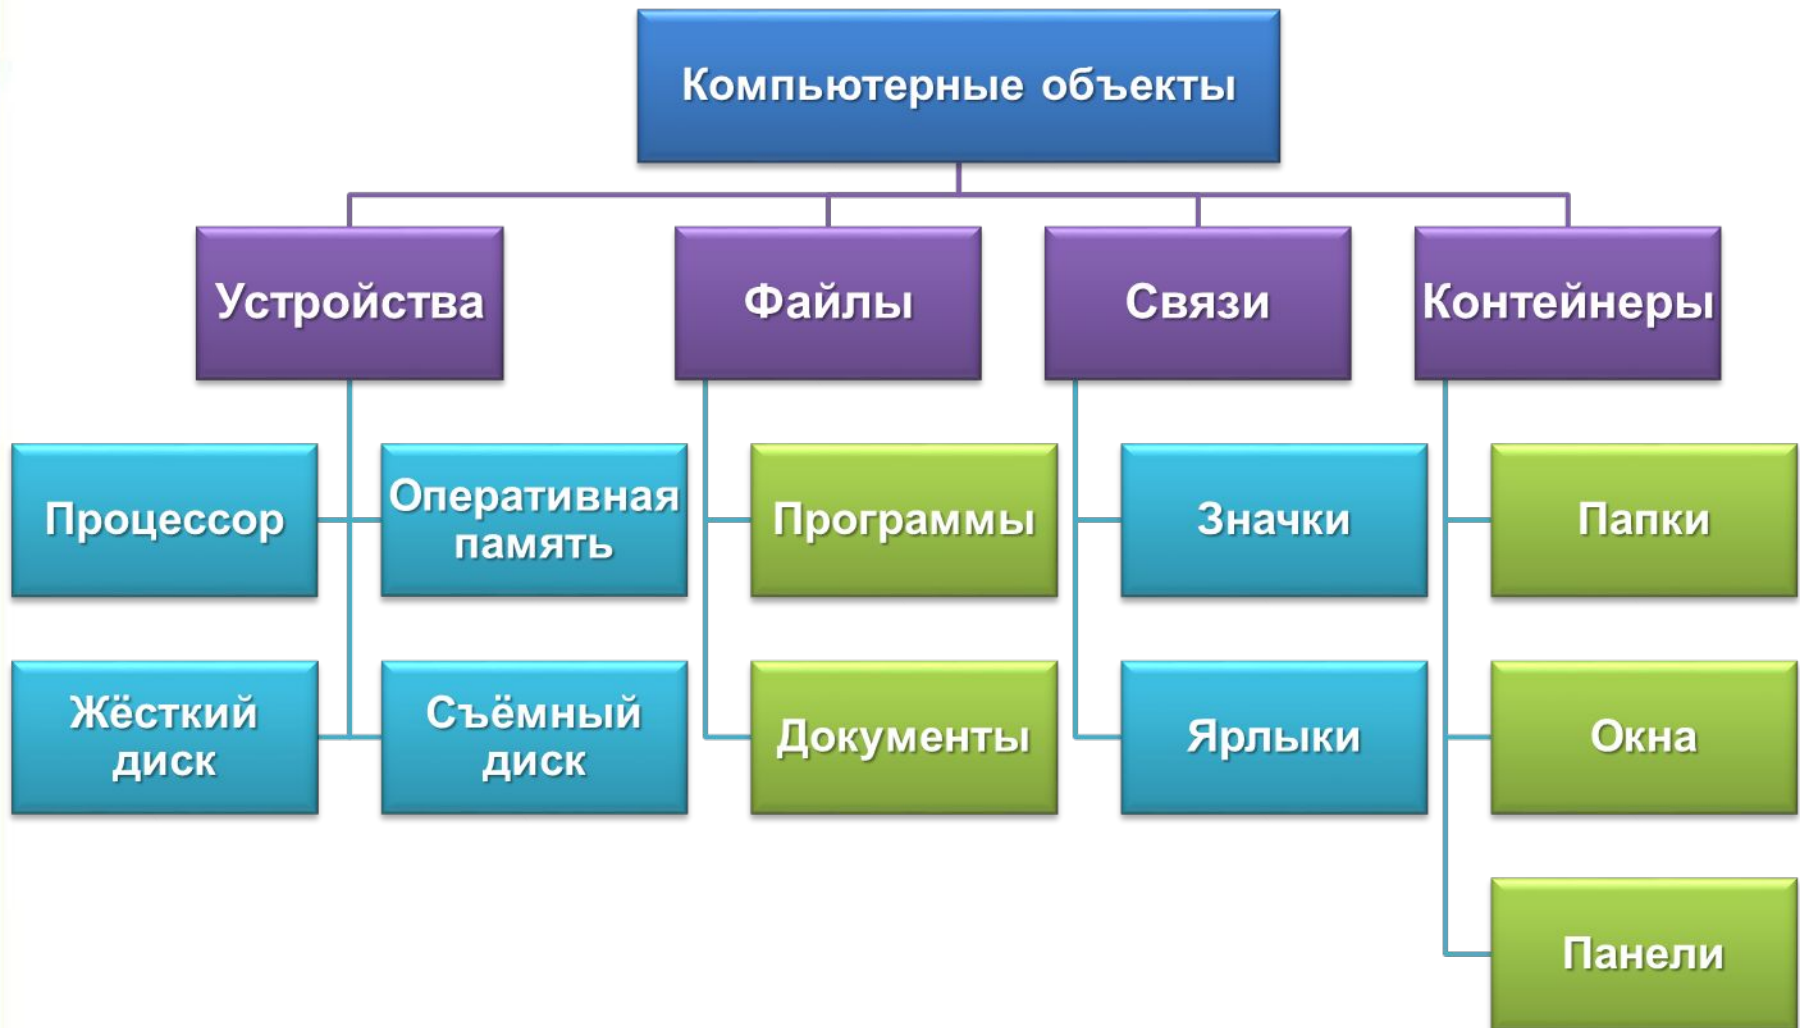 Компьютерные объекты
Устройства
Файлы
Связи
Контейнеры
Процессор
Оперативная
память
Программы
Значки
Папки
Жёсткий
диск
Съёмный
диск
Документы
Ярлыки
Окна
Панели